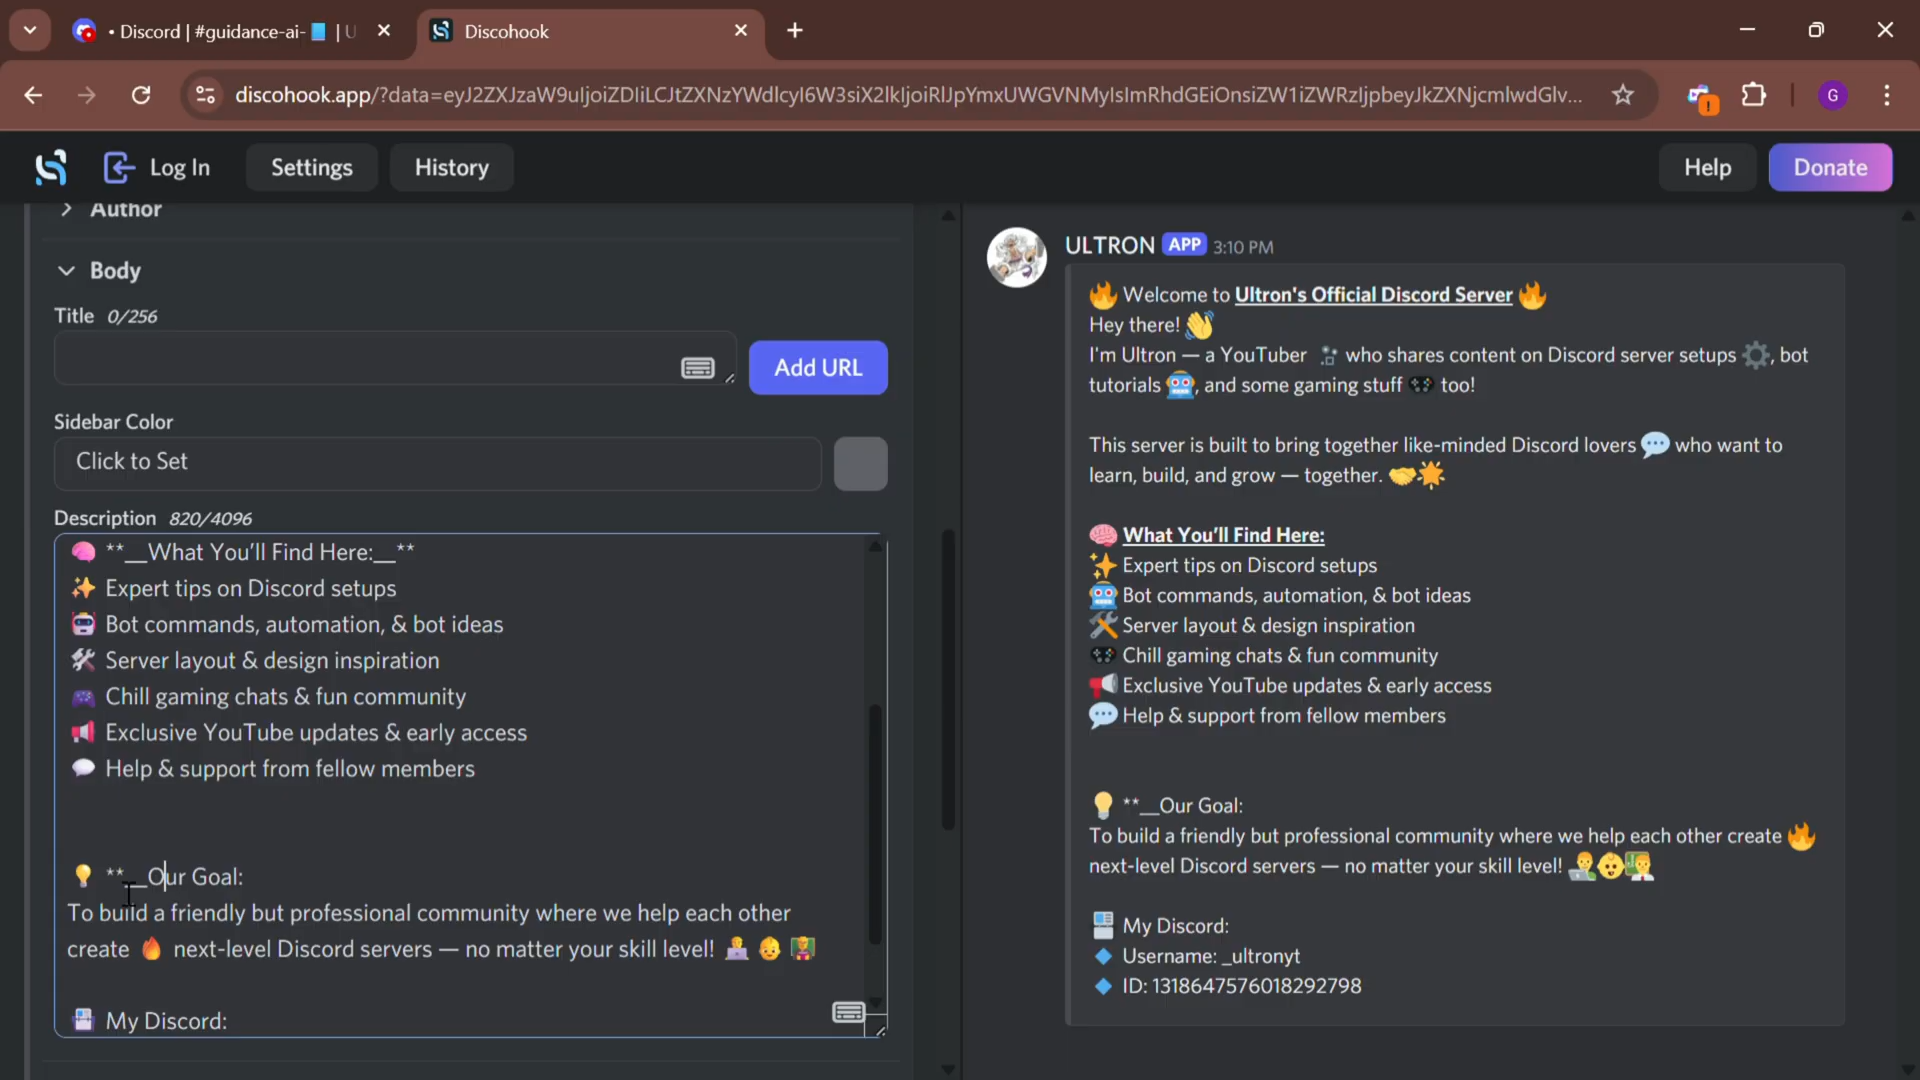 • Discord | #guidance-ai-📘 | U
Discohook
discohook.app/?data=eyJ2ZXJzaW9uIjoiZDIiLCJtZXNzYWdlcyI6W3siX2lkIjoiRlJpYmxUWGVNMyIsImRhdGEiOnsiZW1iZWRzIjpbeyJkZXNjcmlwdGlv...
G
Log In
Settings
History
Help
Donate
Author
Body
Title 0/256
Add URL
Sidebar Color
Click to Set
Description 820/4096
🧠 **__What You’ll Find Here:__**
✨ Expert tips on Discord setups
🤖 Bot commands, automation, & bot ideas
🛠 Server layout & design inspiration
🎮 Chill gaming chats & fun community
📢 Exclusive YouTube updates & early access
💬 Help & support from fellow members
💡 **__Our Goal:
To build a friendly but professional community where we help each other
create 🔥 next-level Discord servers — no matter your skill level! 🧑‍💻 👶 🧑‍🏫
My Discord:
ULTRON APP 3:10 PM
🔥 Welcome to Ultron's Official Discord Server 🔥
Hey there! 👋
I'm Ultron — a YouTuber who shares content on Discord server setups ⚙️, bot
tutorials 🤖, and some gaming stuff 🎮 too!
This server is built to bring together like-minded Discord lovers 💬 who want to
learn, build, and grow — together. 🤝🌟
🧠 What You’ll Find Here:
✨ Expert tips on Discord setups
🤖 Bot commands, automation, & bot ideas
🛠 Server layout & design inspiration
🎮 Chill gaming chats & fun community
📢 Exclusive YouTube updates & early access
💬 Help & support from fellow members
💡 **__Our Goal:
To build a friendly but professional community where we help each other create 🔥
next-level Discord servers — no matter your skill level! 🧑‍💻👶🧑‍🏫
My Discord:
🔹 Username: _ultronyt
🔹 ID: 1318647576018292798